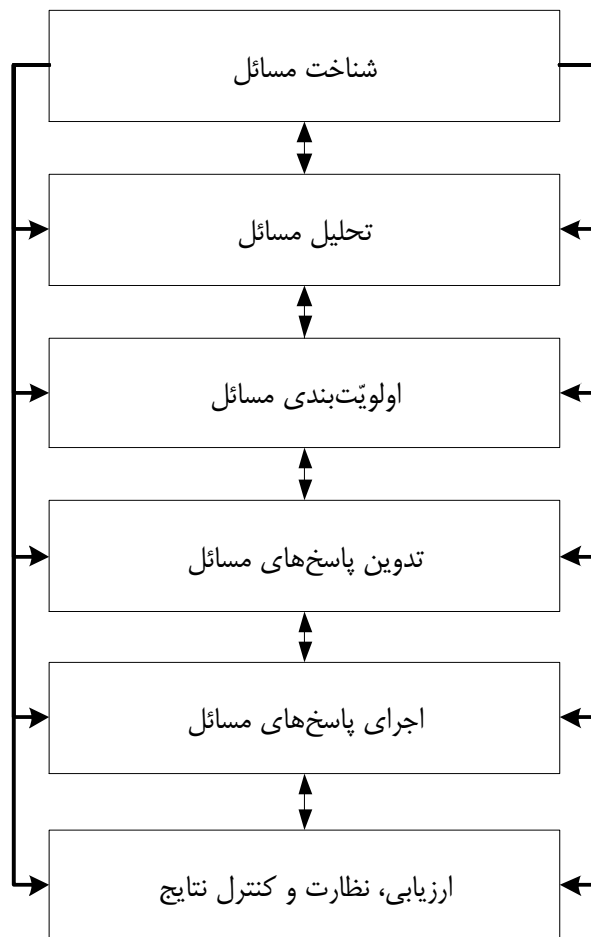 شناخت مسائل
تحلیل مسائل
اولویّت‌بندی مسائل
تدوین پاسخ‌های مسائل
اجرای پاسخ‌های مسائل
ارزیابی، نظارت و کنترل نتایج